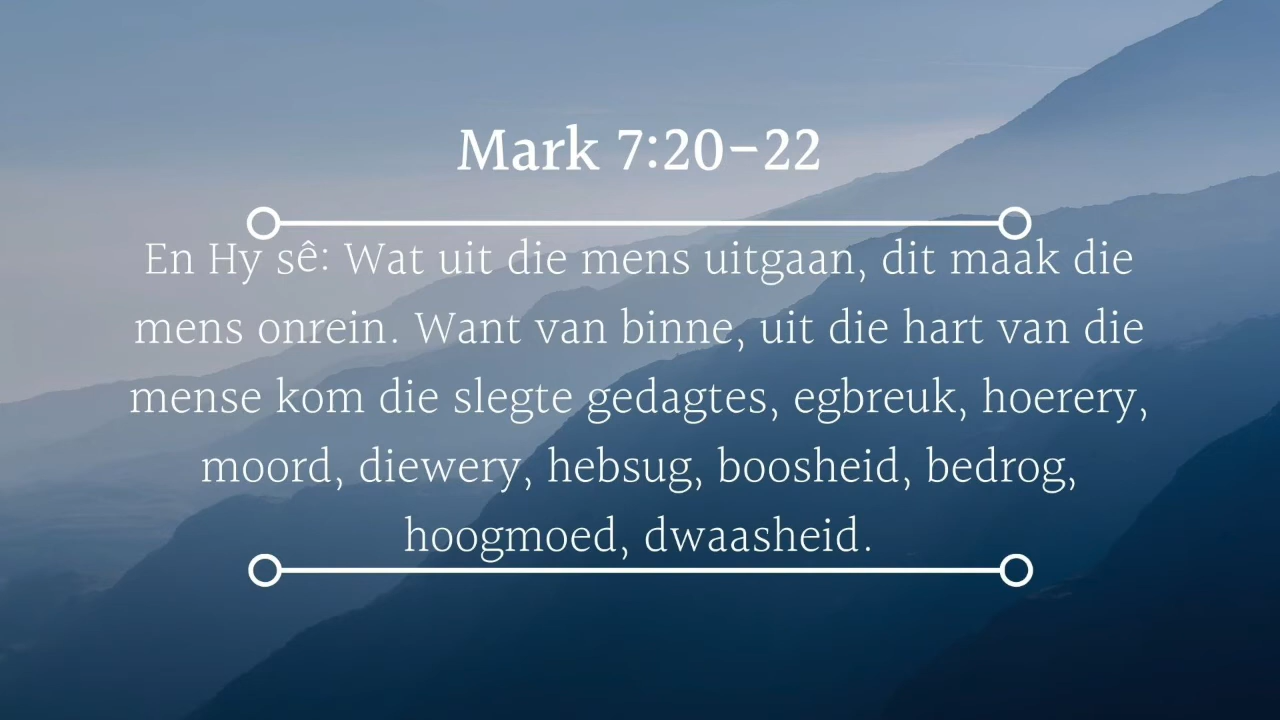 Mark 7:20-22
En Hy sê: Wat uit die mens uitgaan, dit maak die
mens onrein. Want van binne, uit die hart van die
mense kom die slegte gedagtes, egbreuk, hoerery,
moord, diewery, hebsug, boosheid, bedrog,
hoogmoed, dwaasheid.